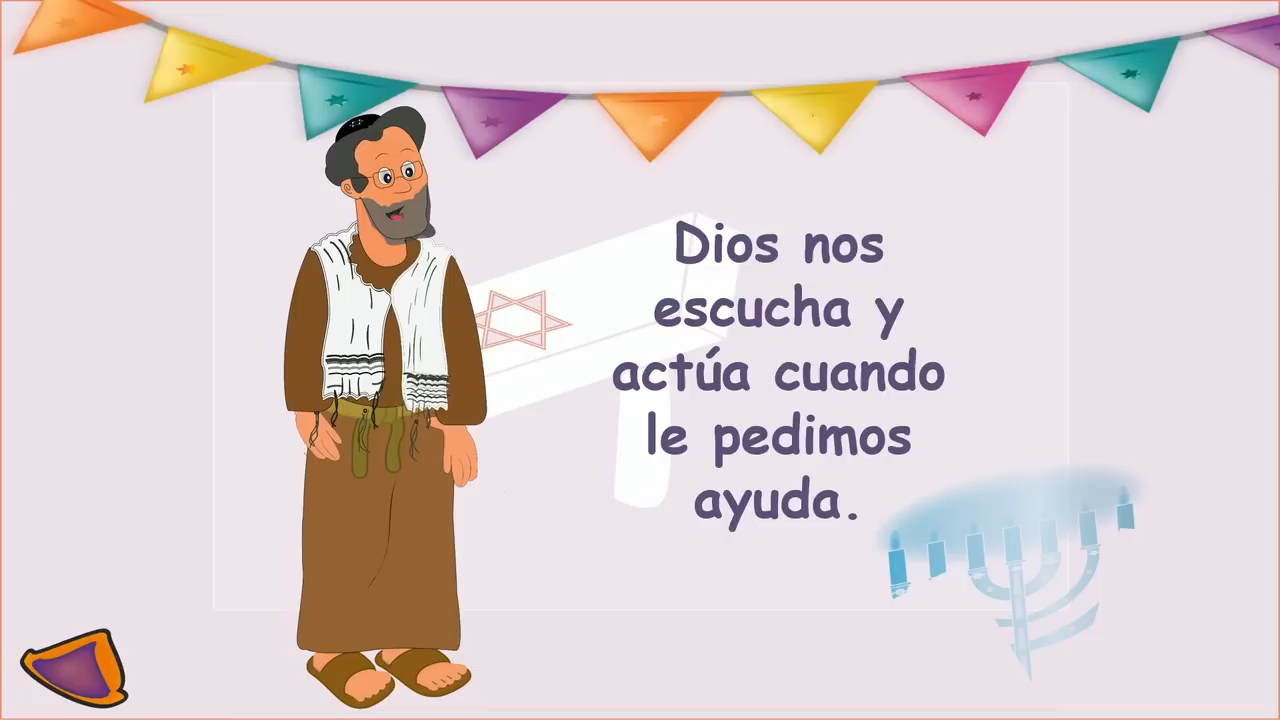 Dios nos
escucha y
actúa cuando
le pedimos
ayuda.